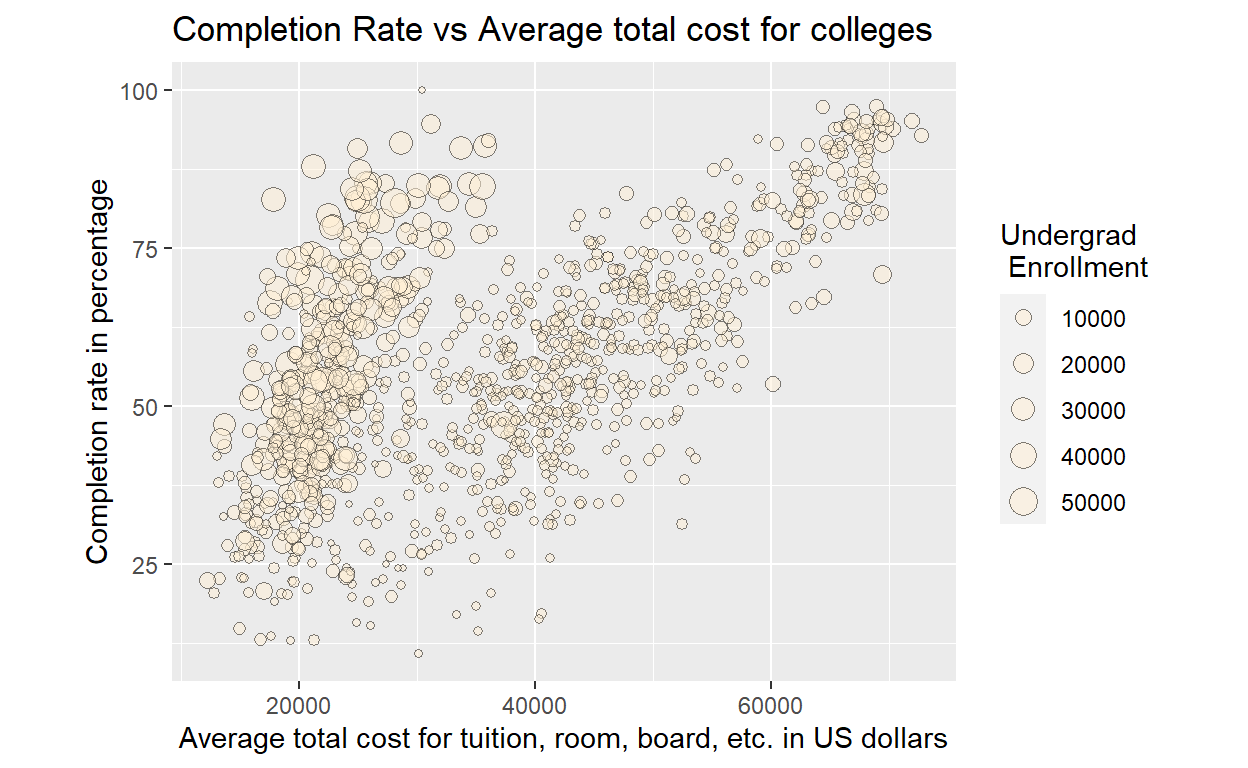 Completion Rate vs Average total cost for colleges
Completion rate in percentage
100
75
50
25
20000
40000
60000
Average total cost for tuition, room, board, etc. in US dollars
Undergrad
Enrollment
10000
20000
30000
40000
50000